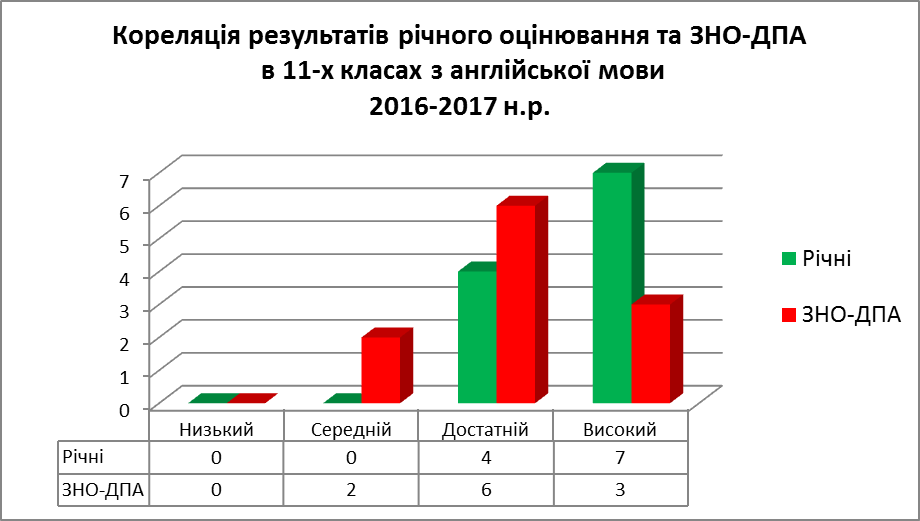 Кореляція результатів річного оцінювання та ЗНО-ДПА
в 11-х класах з англійської мови
2016-2017 н.р.
7
6
5
4
3
2
1
0
Річні
ЗНО-ДПА
Низький Середній Достатній Високий
Річні 0 0 4 7
ЗНО-ДПА 0 2 6 3